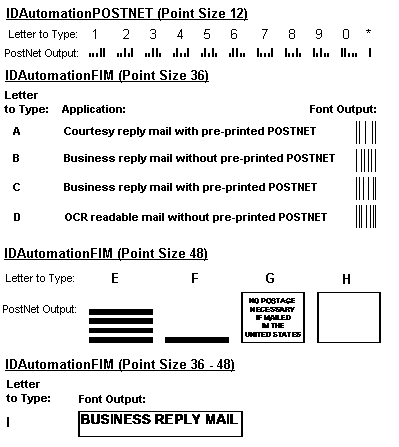 IDAutomationPOSTNET (Point Size 12)
Letter to Type: 1 2 3 4 5 6 7 8 9 0 *
PostNet Output:
IDAutomationFIM (Point Size 36)
Letter
to Type: Application: Font Output:
A Courtesy reply mail with pre-printed POSTNET
B Business reply mail without pre-printed POSTNET
C Business reply mail with pre-printed POSTNET
D OCR readable mail without pre-printed POSTNET
IDAutomationFIM (Point Size 48)
Letter to Type: E F G H
PostNet Output:
NO POSTAGE
NECESSARY
IF MAILED
IN THE
UNITED STATES
IDAutomationFIM (Point Size 36 - 48)
Letter
to Type: Font Output:
I BUSINESS REPLY MAIL